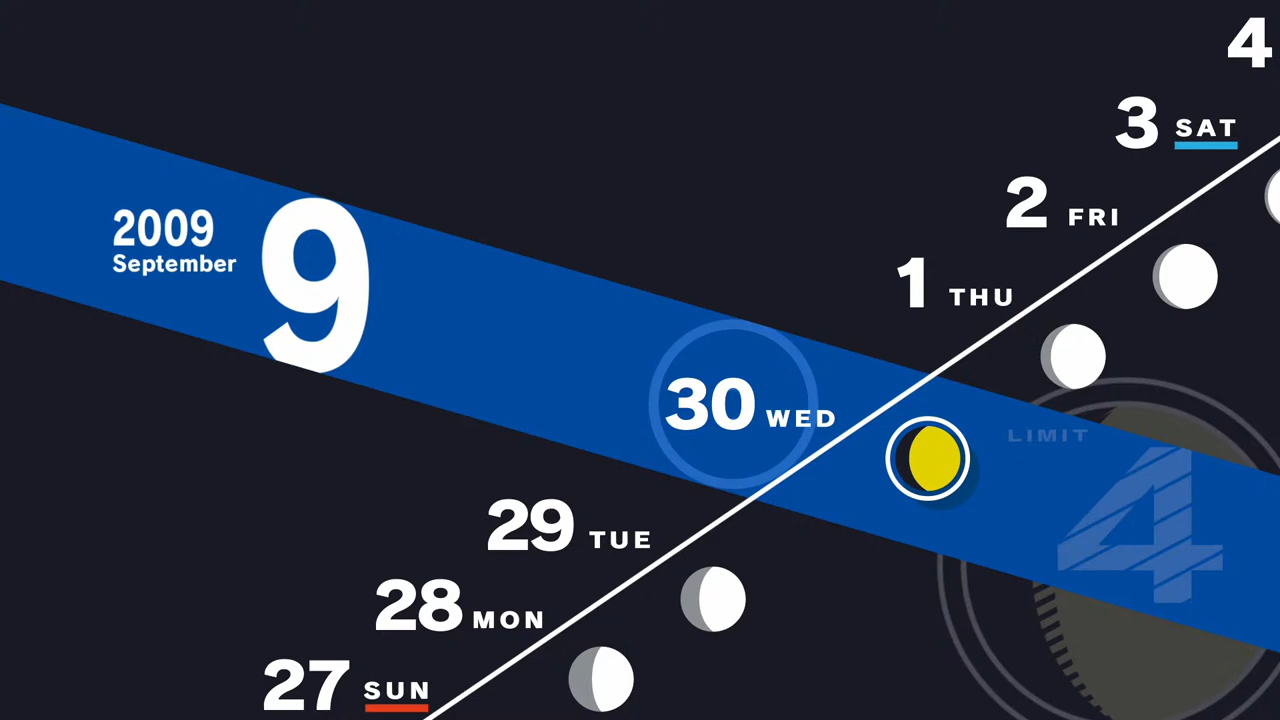 4
3 SAT
2 FRI
1 THU
2009
September
9
30 WED
LIMIT
4
29 TUE
28 MON
27 SUN